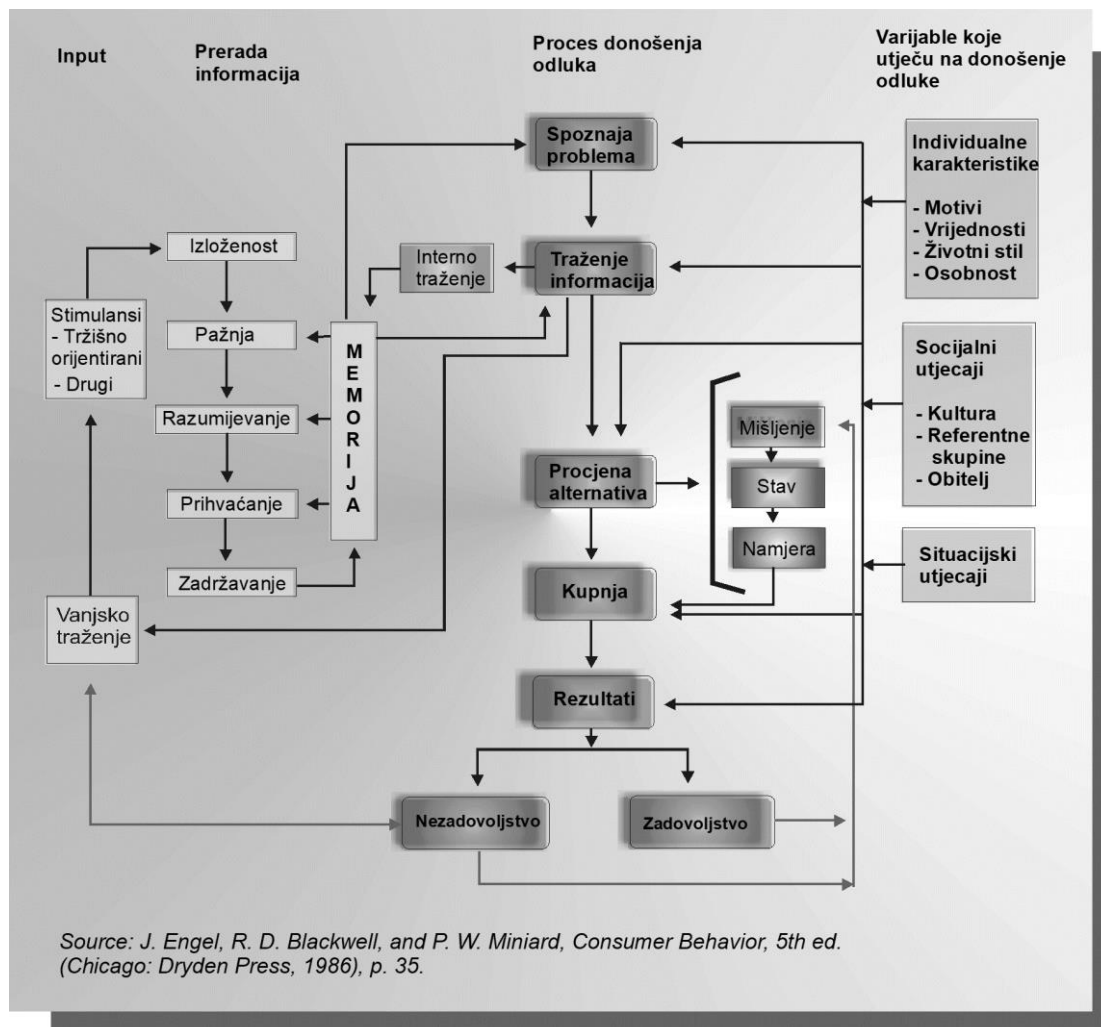 Input
Prerada
informacija
Proces donošenja
odluka
Varijable koje
utječu na donošenje
odluke
Stimulansi
- Tržišno
orijentirani
- Drugi
Vanjsko
traženje
Izloženost
Pažnja
Razumijevanje
Prihvaćanje
Zadržavanje
Interno
traženje
MEMORIJA
Spoznaja
problema
Traženje
informacija
Procjena
alternativa
Kupnja
Rezultati
Nezadovoljstvo
Zadovoljstvo
Mišljenje
Stav
Namjera
Individualne
karakteristike
- Motivi
- Vrijednosti
- Životni stil
- Osobnost
Socijalni
utjecaji
- Kultura
- Referentne
skupine
- Obitelj
Situacijski
utjecaji
Source: J. Engel, R. D. Blackwell, and P. W. Miniard, Consumer Behavior, 5th ed.
(Chicago: Dryden Press, 1986), p. 35.